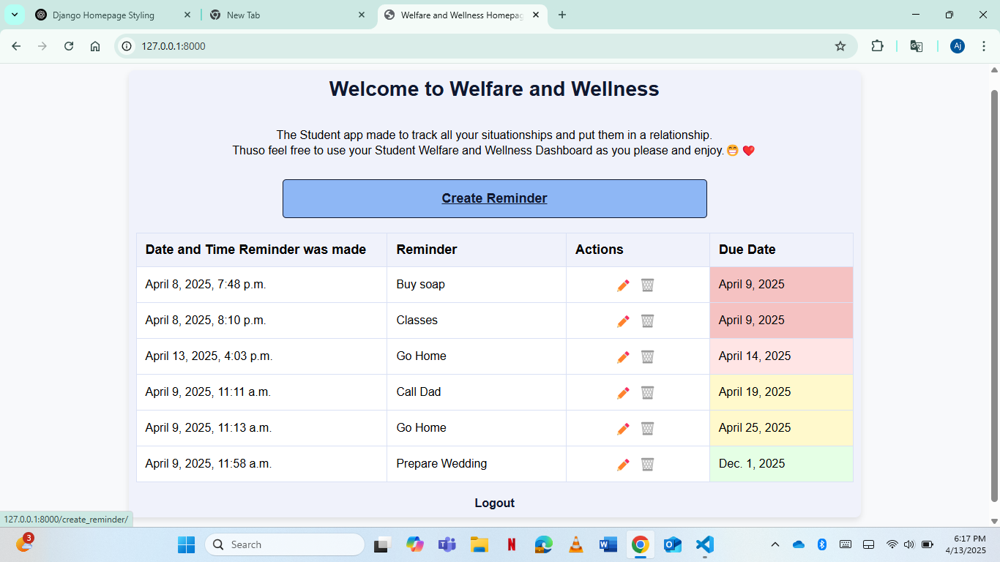 Django Homepage Styling
New Tab
Welfare and Wellness Homepag
127.0.0.1:8000
Aj
Welcome to Welfare and Wellness
The Student app made to track all your situationships and put them in a relationship.
Thuso feel free to use your Student Welfare and Wellness Dashboard as you please and enjoy.😁 ❤️
Create Reminder
Date and Time Reminder was made Reminder Actions Due Date
April 8, 2025, 7:48 p.m. Buy soap April 9, 2025
April 8, 2025, 8:10 p.m. Classes April 9, 2025
April 13, 2025, 4:03 p.m. Go Home April 14, 2025
April 9, 2025, 11:11 a.m. Call Dad April 19, 2025
April 9, 2025, 11:13 a.m. Go Home April 25, 2025
April 9, 2025, 11:58 a.m. Prepare Wedding Dec. 1, 2025
Logout
127.0.0.1:8000/create_reminder/
3
Search
6:17 PM
4/13/2025